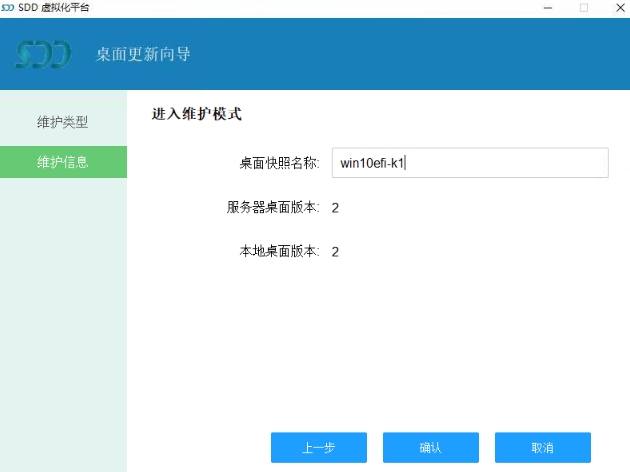 SDD SDD 虚拟化平台
SDD 桌面更新向导
维护类型
维护信息
进入维护模式
桌面快照名称: win10efi-k1
服务器桌面版本: 2
本地桌面版本: 2
上一步 确认 取消